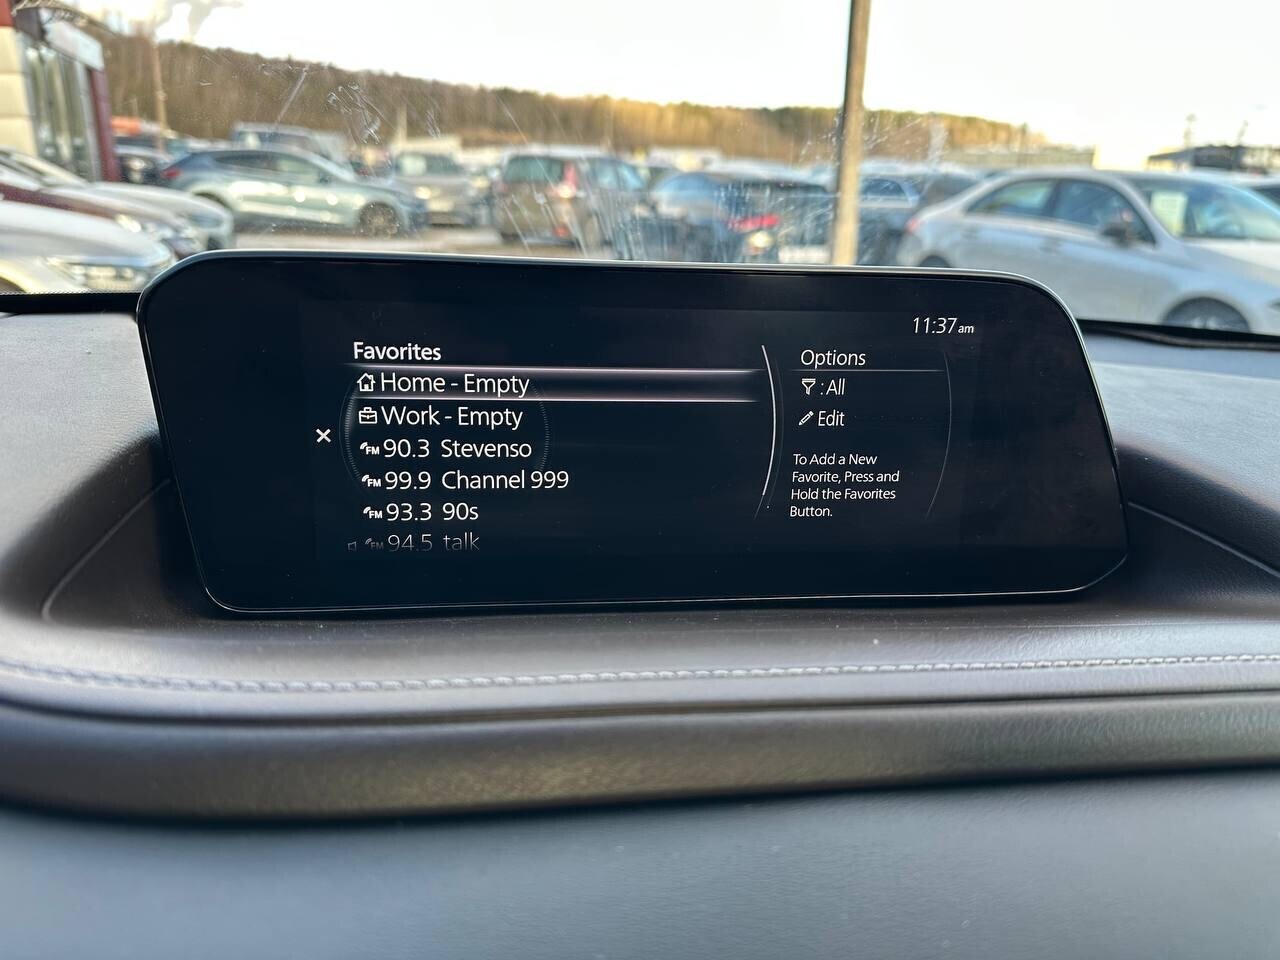 11:37am
Favorites
Home - Empty
Work - Empty
FM 90.3 Stevenso
FM 99.9 Channel 999
FM 93.3 90s
FM 94.5 talk
Options
: All
Edit
To Add a New
Favorite, Press and
Hold the Favorites
Button.